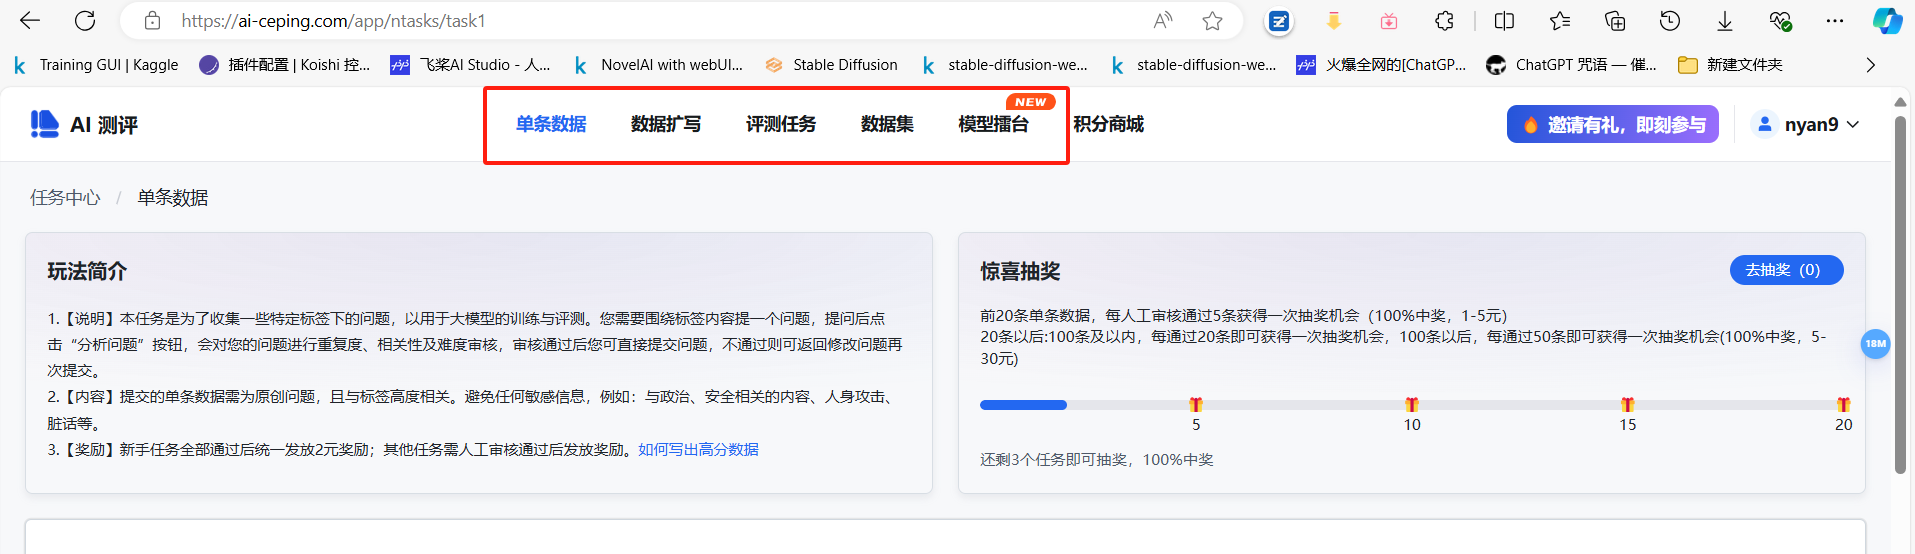 https://ai-ceping.com/app/ntasks/task1
Training GUI | Kaggle
插件配置 | Koishi 控...
飞桨AI Studio - 人...
NovelAI with webUI...
Stable Diffusion
stable-diffusion-we...
stable-diffusion-we...
火爆全网的[ChatGP...
ChatGPT 咒语 — 催...
新建文件夹
AI 测评
单条数据
数据扩写
评测任务
数据集
模型擂台
NEW
积分商城
邀请有礼，即刻参与
nyan9
任务中心 / 单条数据
玩法简介
1.【说明】本任务是为了收集一些特定标签下的问题，以用于大模型的训练与评测。您需要围绕标签内容提一个问题，提问后点
击“分析问题”按钮，会对您的问题进行重复度、相关性及难度审核，审核通过后您可直接提交问题，不通过则可返回修改问题再
次提交。
2.【内容】提交的单条数据需为原创问题，且与标签高度相关。避免任何敏感信息，例如：与政治、安全相关的内容、人身攻击、
脏话等。
3.【奖励】新手任务全部通过后统一发放2元奖励；其他任务需人工审核通过后发放奖励。如何写出高分数据
惊喜抽奖
去抽奖（0）
前20条单条数据，每人工审核通过5条获得一次抽奖机会（100%中奖，1-5元）
20条以后:100条及以内，每通过20条即可获得一次抽奖机会，100条以后，每通过50条即可获得一次抽奖机会(100%中奖，5-
30元)
5
10
15
20
还剩3个任务即可抽奖，100%中奖
18M